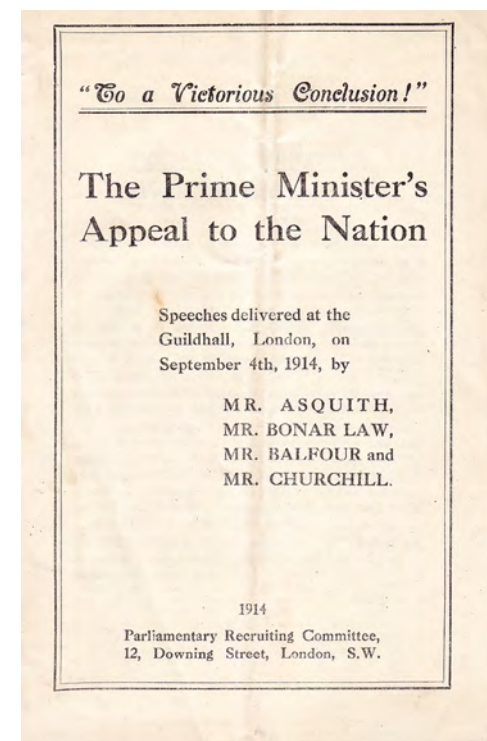 "To a Victorious Conclusion!"
The Prime Minister's
Appeal to the Nation
Speeches delivered at the
Guildhall, London, on
September 4th, 1914, by
MR. ASQUITH,
MR. BONAR LAW,
MR. BALFOUR and
MR. CHURCHILL.
1914
Parliamentary Recruiting Committee,
12, Downing Street, London, S.W.